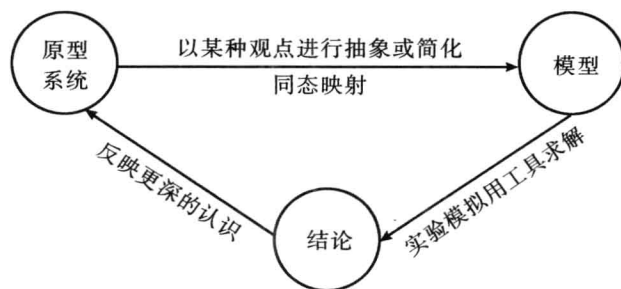 原型
系统
以某种观点进行抽象或简化
同态映射
模型
反映更深的认识
实验模拟用工具求解
结论